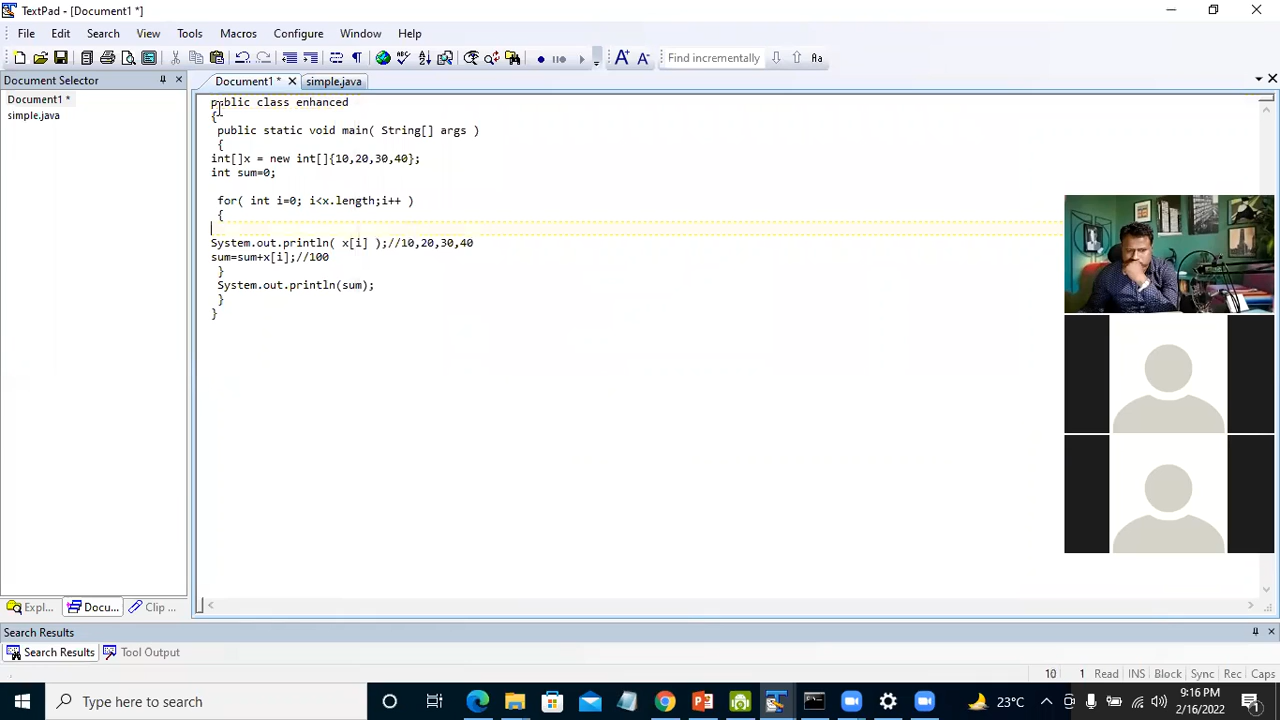 TextPad - [Document1 *]
File Edit Search View Tools Macros Configure Window Help
Find incrementally
Document Selector
Document1 *
simple.java
Document1 * simple.java
public class enhanced
{
public static void main( String[] args )
{
int[]x = new int[]{10,20,30,40};
int sum=0;
for( int i=0; i<x.length;i++ )
{
System.out.println( x[i] );//10,20,30,40
sum=sum+x[i];//100
}
System.out.println(sum);
}
}
Expl... Docu... Clip ...
Search Results
Search Results Tool Output
10 1 Read INS Block Sync Rec Caps
Type here to search
23°C
9:16 PM
2/16/2022